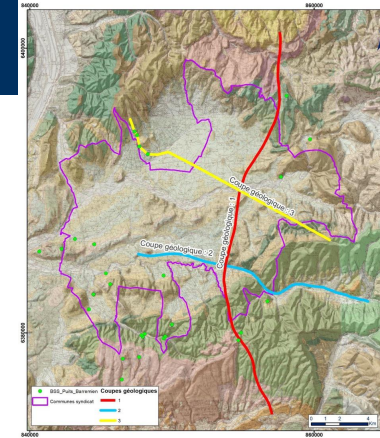 840000
860000
6400000
Coupe géologique : 3
Coupe géologique : 1
Coupe géologique : 2
6380000
BSS_Puits_Barremien
Communes syndicat
Coupes géologiques
1
2
3
0 1 2 4
Km
840000
860000